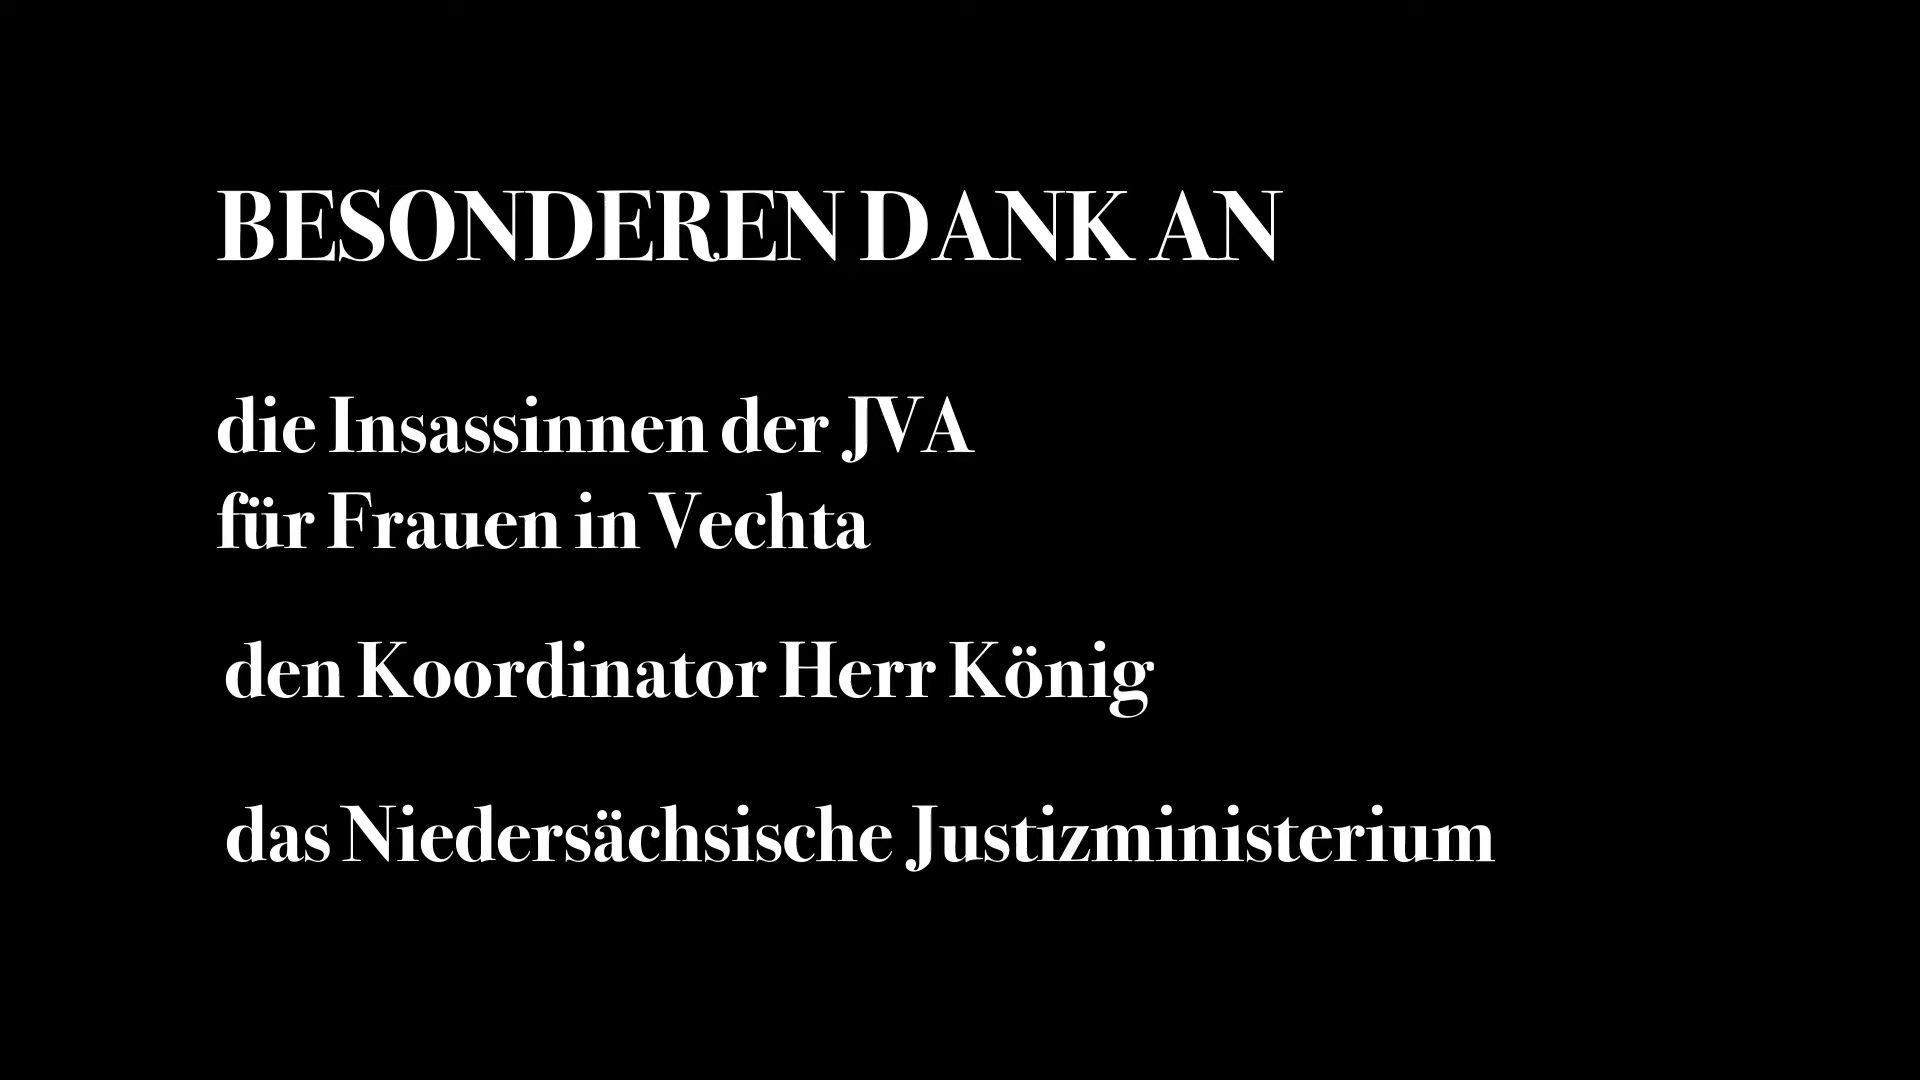 BESONDEREN DANK AN
die Insassinnen der JVA
für Frauen in Vechta
den Koordinator Herr König
das Niedersächsische Justizministerium